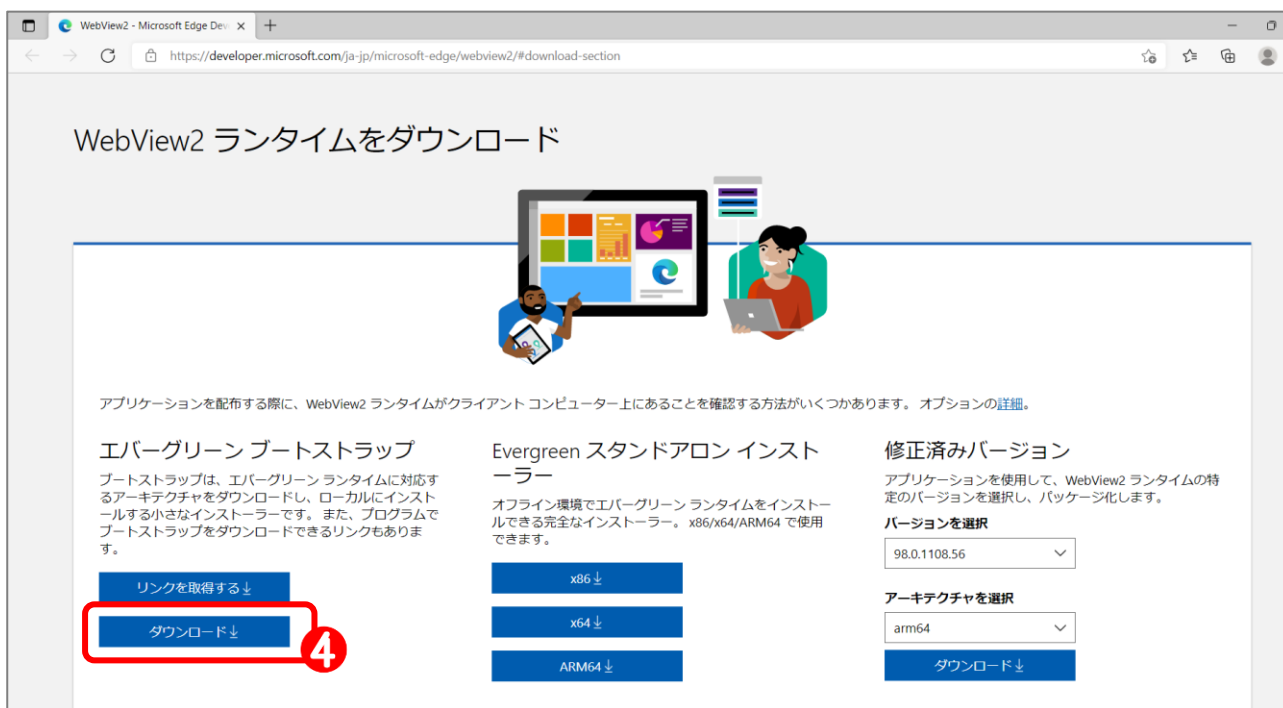 WebView2 - Microsoft Edge Dev
https://developer.microsoft.com/ja-jp/microsoft-edge/webview2/#download-section
WebView2 ランタイムをダウンロード
アプリケーションを配布する際に、WebView2 ランタイムがクライアント コンピューター上にあることを確認する方法がいくつかあります。 オプションの詳細。
エバーグリーン ブートストラップ
ブートストラップは、エバーグリーン ランタイムに対応す
るアーキテクチャをダウンロードし、ローカルにインスト
ールする小さなインストーラーです。 また、プログラムで
ブートストラップをダウンロードできるリンクもありま
す。
リンクを取得する↓
ダウンロード↓
4
Evergreen スタンドアロン インスト
ーラー
オフライン環境でエバーグリーン ランタイムをインストー
ルできる完全なインストーラー。 x86/x64/ARM64 で使用
できます。
x86↓
x64↓
ARM64↓
修正済みバージョン
アプリケーションを使用して、WebView2 ランタイムの特
定のバージョンを選択し、パッケージ化します。
バージョンを選択
98.0.1108.56
アーキテクチャを選択
arm64
ダウンロード↓